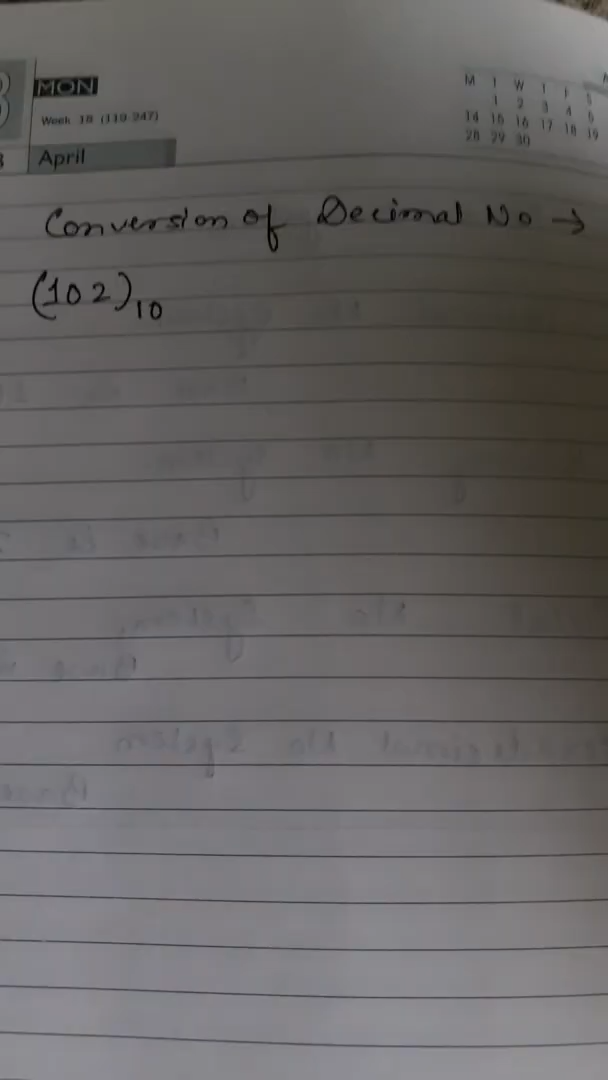 MON
Week 18 (119-247)
April
M T W T F S
1 2 3 4 5
14 15 16 17 18 19
28 29 30
Conversion of Decimal No →
(102)10